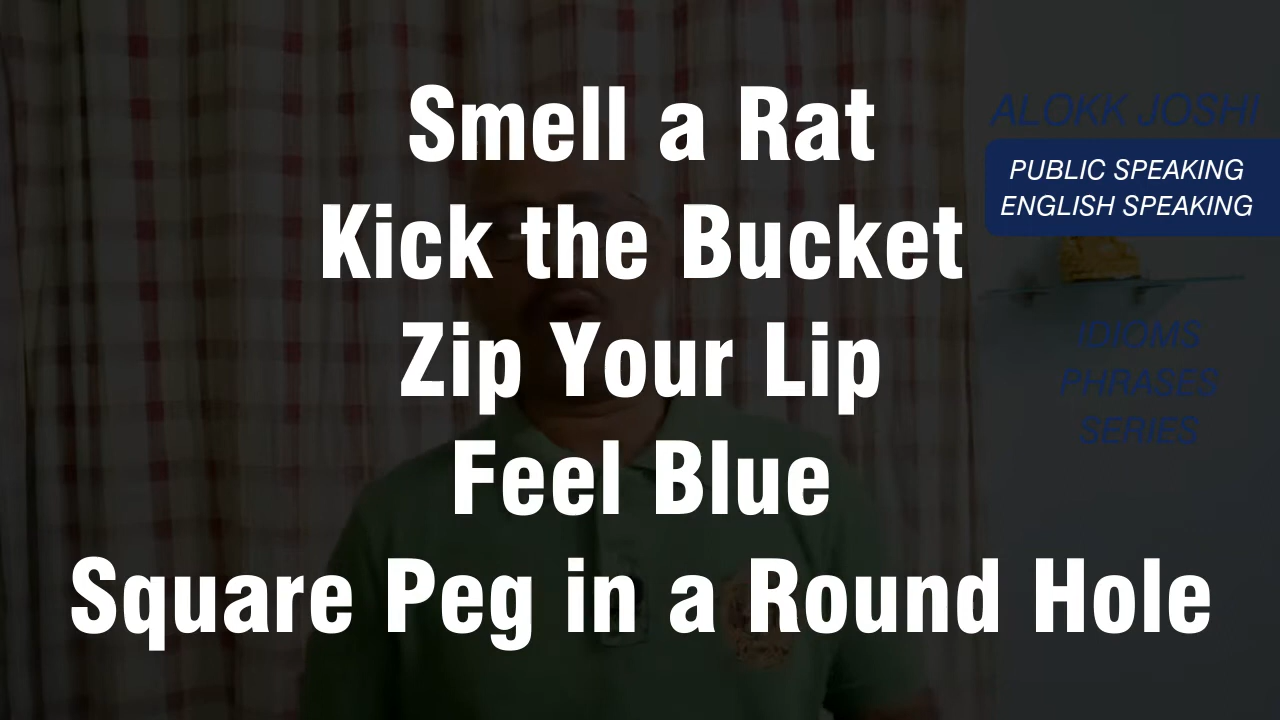 Smell a Rat
Kick the Bucket
Zip Your Lip
Feel Blue
Square Peg in a Round Hole
ALOKK JOSHI
PUBLIC SPEAKING
ENGLISH SPEAKING
IDIOMS
PHRASES
SERIES